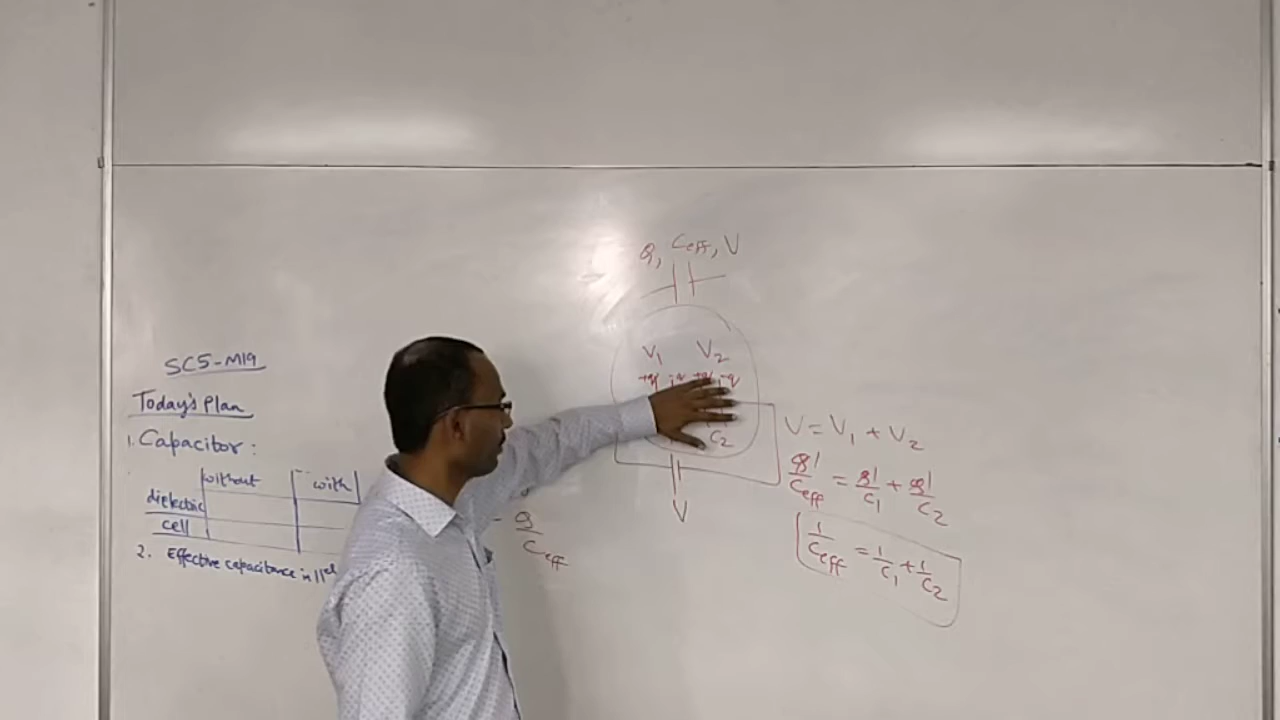 SC5-M19
Today's Plan
1. Capacitor:
without with
dielectric
cell
2. Effective capacitance in ||el
Q, Ceff, V
V1 V2
+q -q +q -q
C2
V
Q/Ceff
V = V1 + V2
Q/Ceff = Q/C1 + Q/C2
1/Ceff = 1/C1 + 1/C2